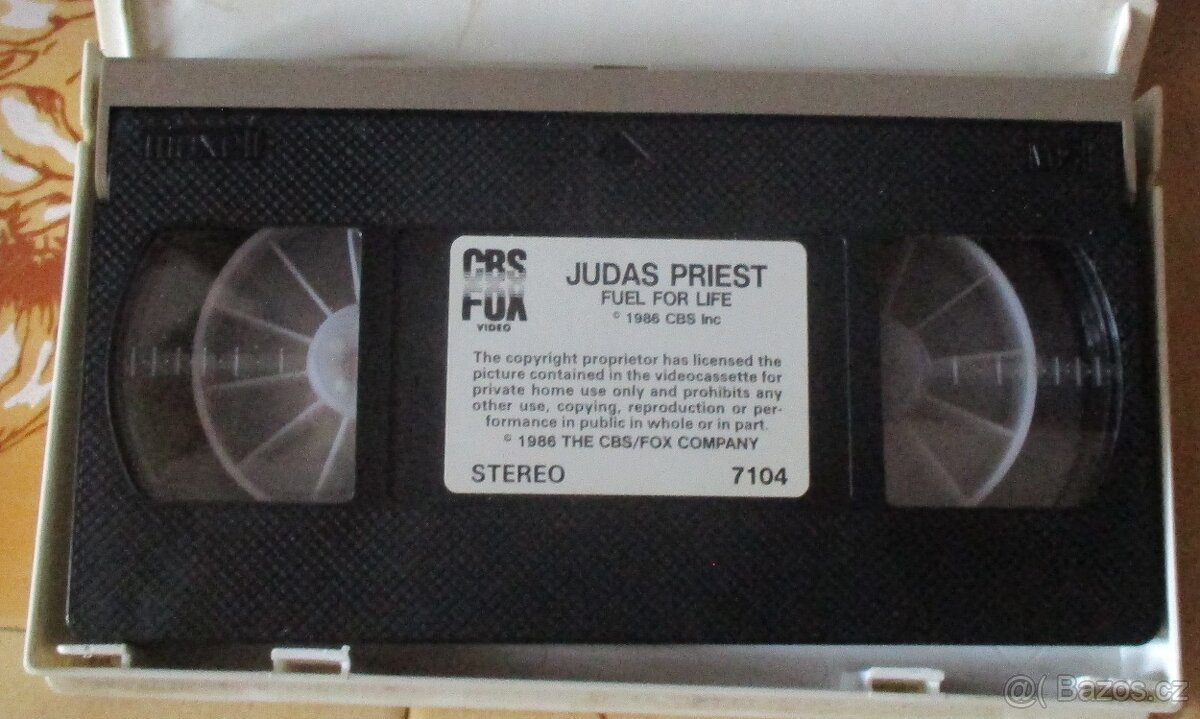 maxell
CBS
FOX
VIDEO
JUDAS PRIEST
FUEL FOR LIFE
© 1986 CBS Inc
The copyright proprietor has licensed the
picture contained in the videocassette for
private home use only and prohibits any
other use, copying, reproduction or per-
formance in public in whole or in part.
© 1986 THE CBS/FOX COMPANY
STEREO 7104
@( Bazos.cz